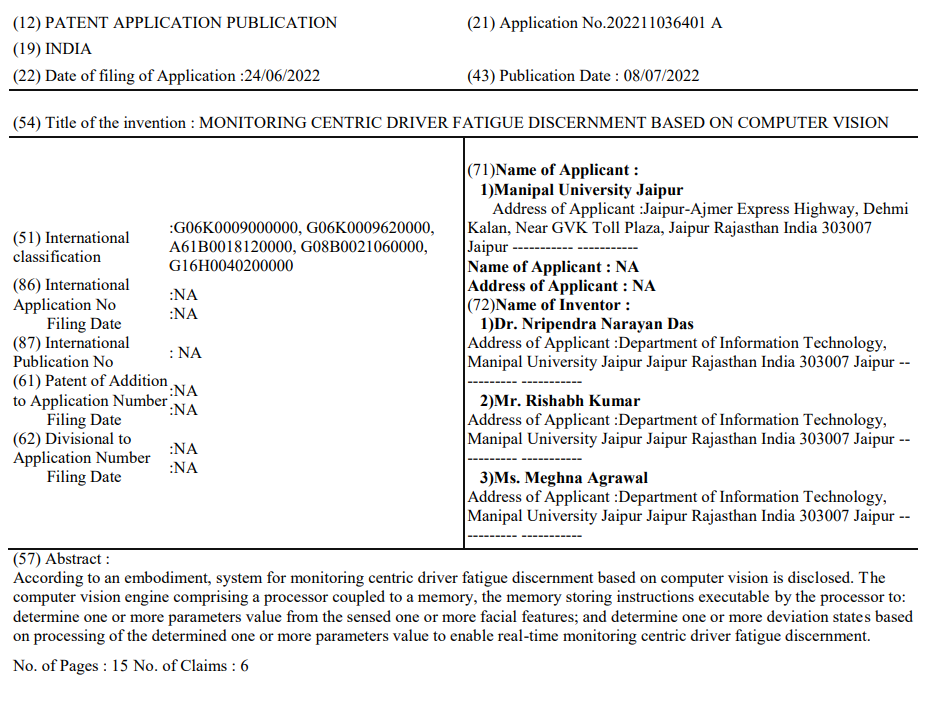 (12) PATENT APPLICATION PUBLICATION
(21) Application No.202211036401 A
(19) INDIA
(22) Date of filing of Application :24/06/2022
(43) Publication Date : 08/07/2022
(54) Title of the invention : MONITORING CENTRIC DRIVER FATIGUE DISCERNMENT BASED ON COMPUTER VISION
(51) International
classification
:G06K0009000000, G06K0009620000,
A61B0018120000, G08B0021060000,
G16H0040200000
(86) International
Application No
Filing Date
:NA
:NA
(87) International
Publication No
: NA
(61) Patent of Addition
to Application Number
Filing Date
:NA
:NA
(62) Divisional to
Application Number
Filing Date
:NA
:NA
(71)Name of Applicant :
1)Manipal University Jaipur
Address of Applicant :Jaipur-Ajmer Express Highway, Dehmi
Kalan, Near GVK Toll Plaza, Jaipur Rajasthan India 303007
Jaipur ----------- -----------
Name of Applicant : NA
Address of Applicant : NA
(72)Name of Inventor :
1)Dr. Nripendra Narayan Das
Address of Applicant :Department of Information Technology,
Manipal University Jaipur Jaipur Rajasthan India 303007 Jaipur --
--------- -----------
2)Mr. Rishabh Kumar
Address of Applicant :Department of Information Technology,
Manipal University Jaipur Jaipur Rajasthan India 303007 Jaipur --
--------- -----------
3)Ms. Meghna Agrawal
Address of Applicant :Department of Information Technology,
Manipal University Jaipur Jaipur Rajasthan India 303007 Jaipur --
--------- -----------
(57) Abstract :
According to an embodiment, system for monitoring centric driver fatigue discernment based on computer vision is disclosed. The
computer vision engine comprising a processor coupled to a memory, the memory storing instructions executable by the processor to:
determine one or more parameters value from the sensed one or more facial features; and determine one or more deviation states based
on processing of the determined one or more parameters value to enable real-time monitoring centric driver fatigue discernment.
No. of Pages : 15 No. of Claims : 6